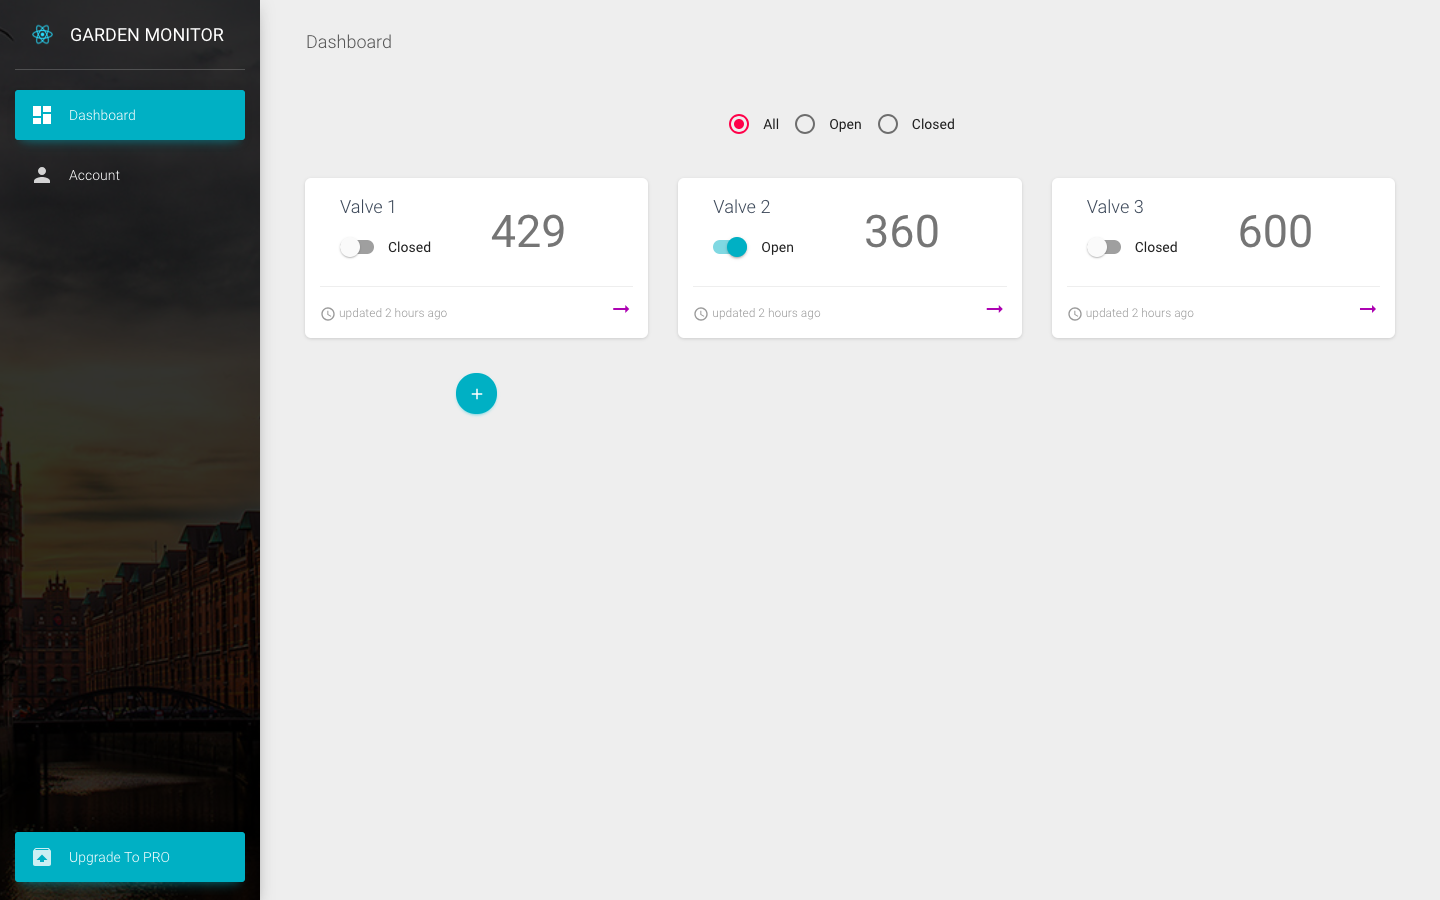 GARDEN MONITOR
Dashboard
Account
Upgrade To PRO
Dashboard
All Open Closed
Valve 1
429
Closed
updated 2 hours ago
Valve 2
360
Open
updated 2 hours ago
Valve 3
600
Closed
updated 2 hours ago